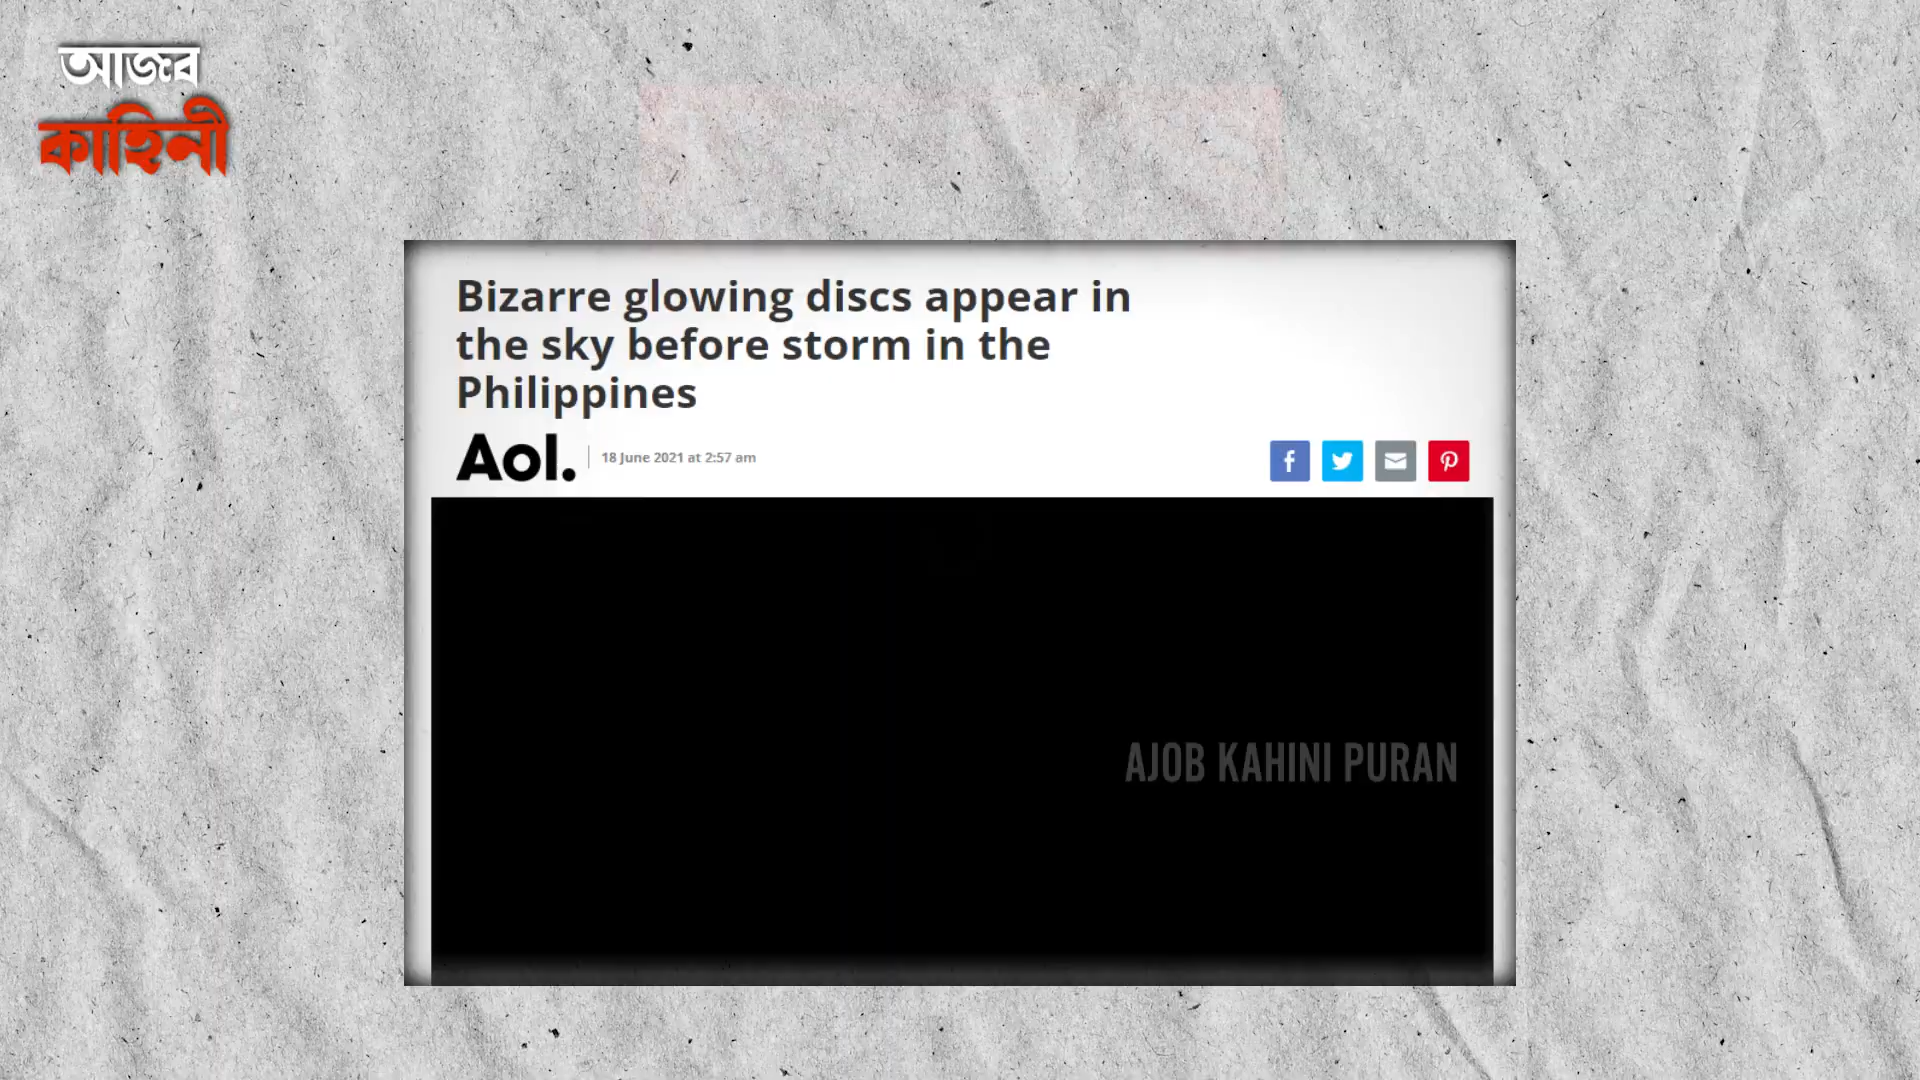 আজব
কাহিনী
Bizarre glowing discs appear in
the sky before storm in the
Philippines
Aol.
18 June 2021 at 2:57 am
AJOB KAHINI PURAN